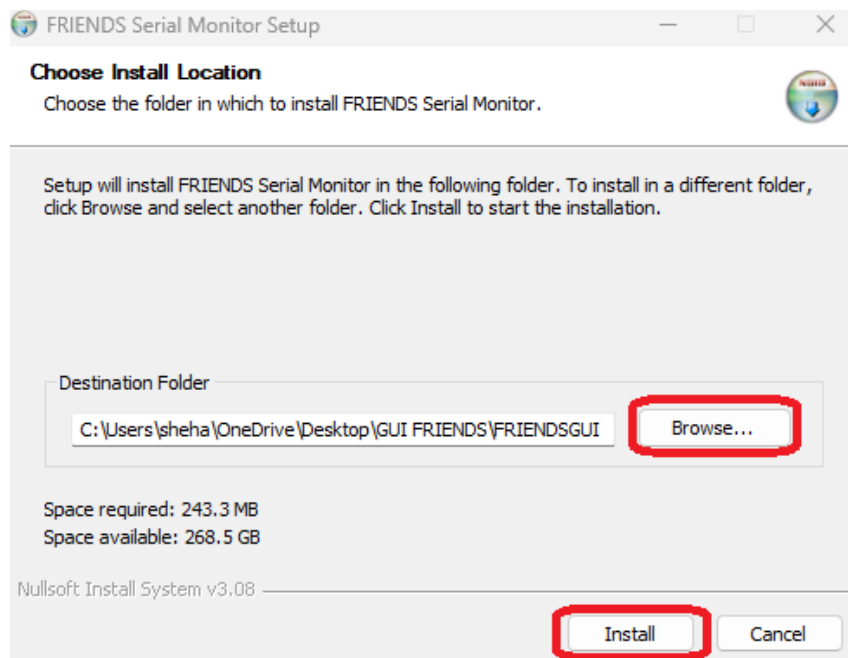 FRIENDS Serial Monitor Setup
Choose Install Location
Choose the folder in which to install FRIENDS Serial Monitor.
Setup will install FRIENDS Serial Monitor in the following folder. To install in a different folder,
click Browse and select another folder. Click Install to start the installation.
Destination Folder
C:\Users\sheha\OneDrive\Desktop\GUI FRIENDS\FRIENDSGUI
Browse...
Space required: 243.3 MB
Space available: 268.5 GB
Nullsoft Install System v3.08
Install
Cancel